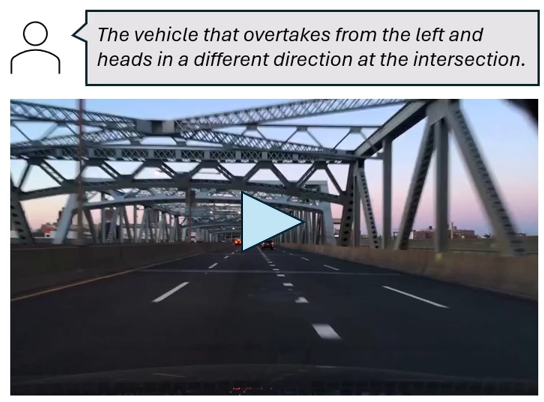 The vehicle that overtakes from the left and
heads in a different direction at the intersection.